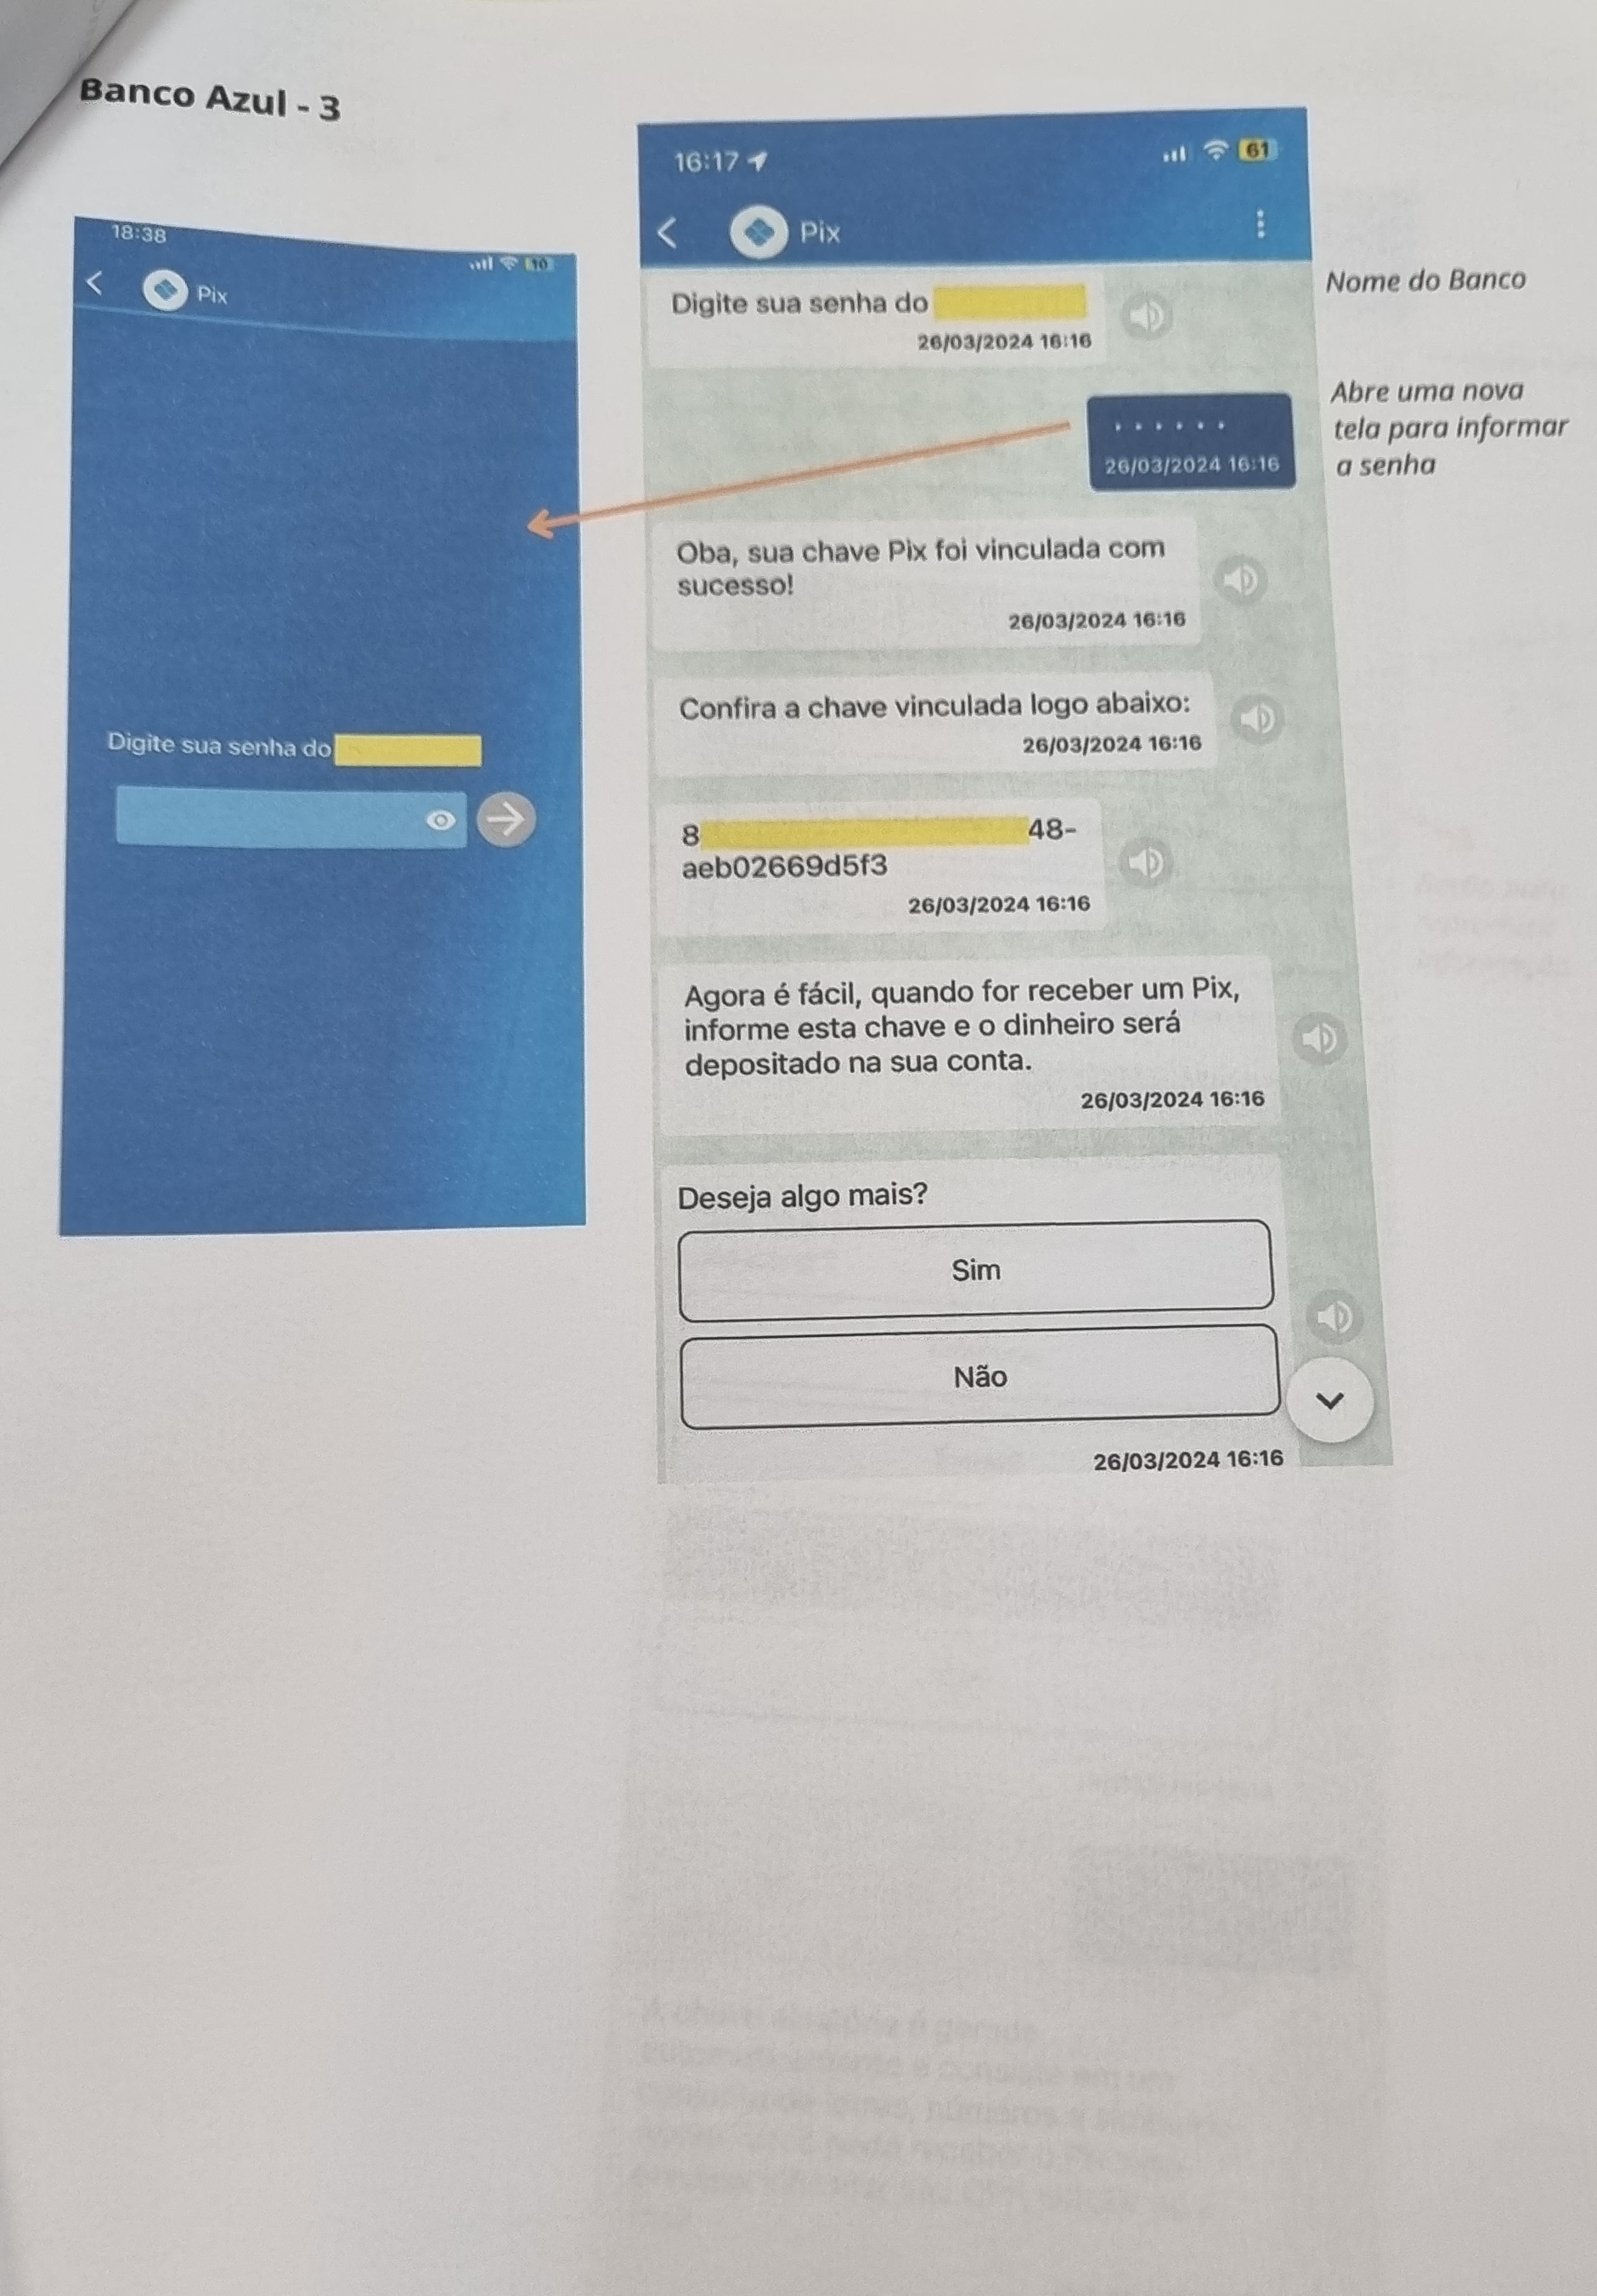 Banco Azul - 3
18:38
10
Pix
Digite sua senha do
16:17
61
Pix
Digite sua senha do
26/03/2024 16:16
Nome do Banco
......
26/03/2024 16:16
Abre uma nova
tela para informar
a senha
Oba, sua chave Pix foi vinculada com
sucesso!
26/03/2024 16:16
Confira a chave vinculada logo abaixo:
26/03/2024 16:16
8 48-
aeb02669d5f3
26/03/2024 16:16
Agora é fácil, quando for receber um Pix,
informe esta chave e o dinheiro será
depositado na sua conta.
26/03/2024 16:16
Deseja algo mais?
Sim
Não
26/03/2024 16:16